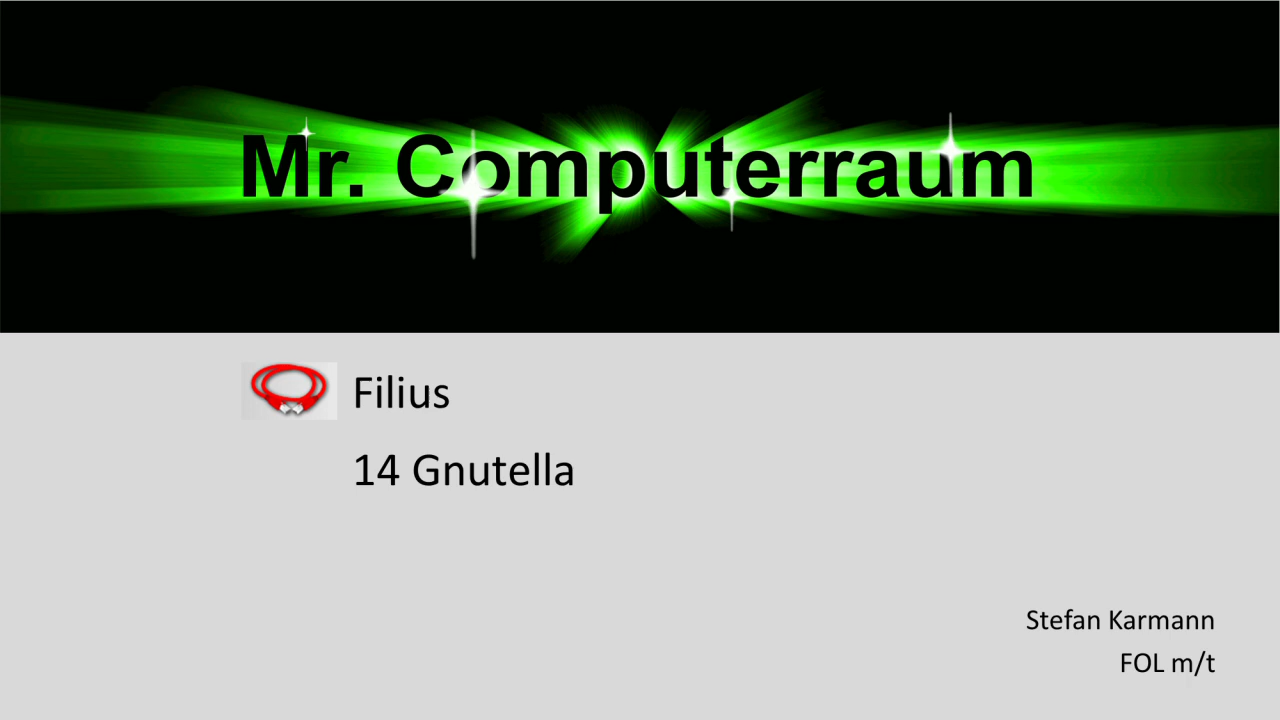 Mr. Computerraum
Filius
14 Gnutella
Stefan Karmann
FOL m/t